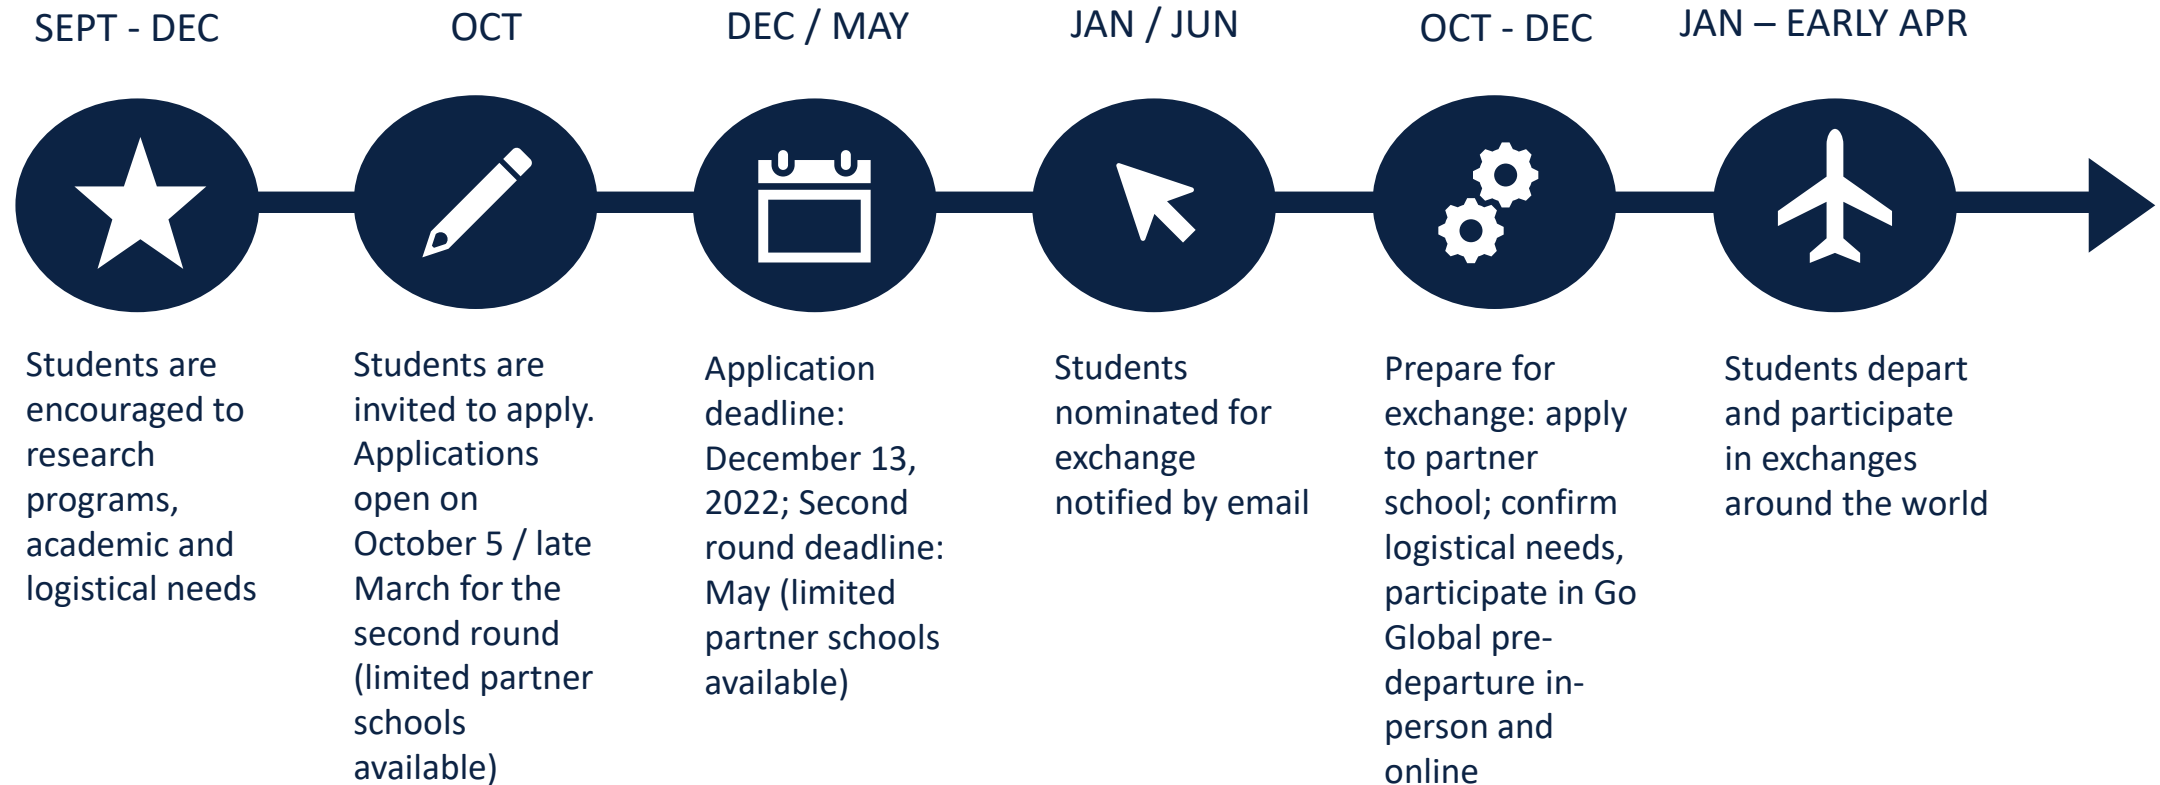 SEPT - DEC
OCT
DEC / MAY
JAN / JUN
OCT - DEC
JAN – EARLY APR
Students are
encouraged to
research
programs,
academic and
logistical needs
Students are
invited to apply.
Applications
open on
October 5 / late
March for the
second round
(limited partner
schools
available)
Application
deadline:
December 13,
2022; Second
round deadline:
May (limited
partner schools
available)
Students
nominated for
exchange
notified by email
Prepare for
exchange: apply
to partner
school; confirm
logistical needs,
participate in Go
Global pre-
departure in-
person and
online
Students depart
and participate
in exchanges
around the world